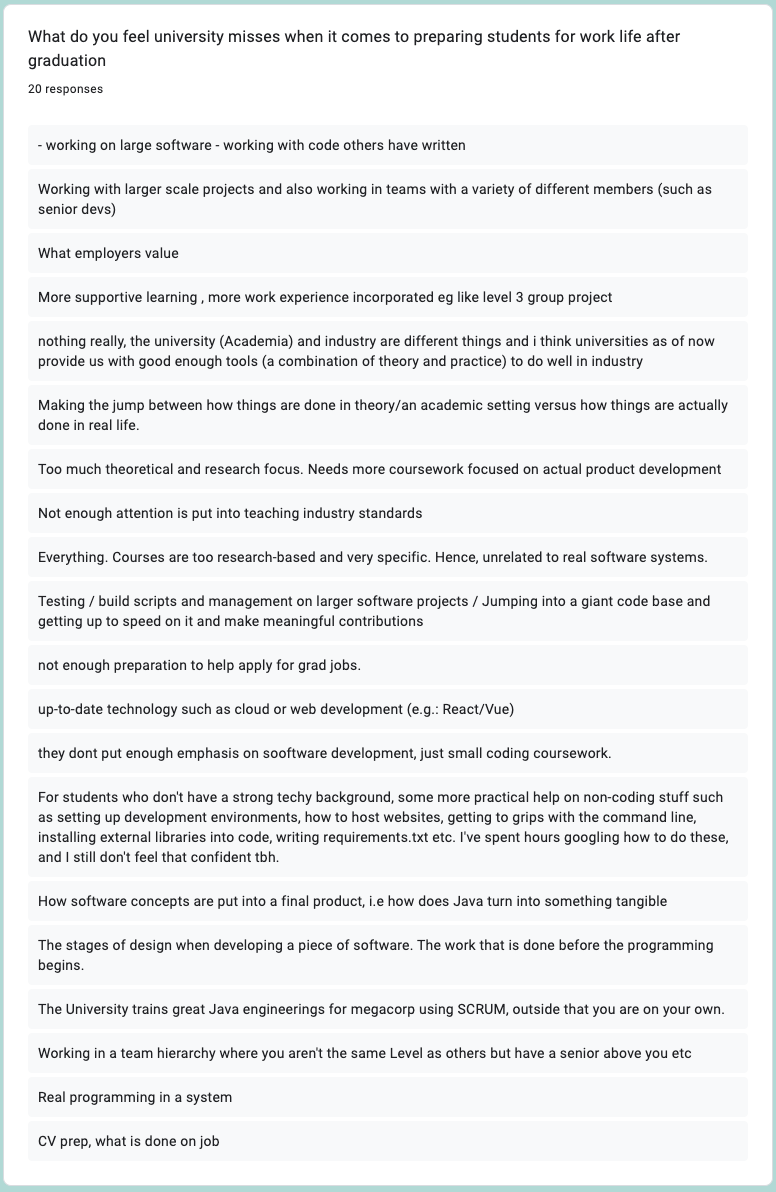 What do you feel university misses when it comes to preparing students for work life after
graduation
20 responses
- working on large software - working with code others have written
Working with larger scale projects and also working in teams with a variety of different members (such as
senior devs)
What employers value
More supportive learning , more work experience incorporated eg like level 3 group project
nothing really, the university (Academia) and industry are different things and i think universities as of now
provide us with good enough tools (a combination of theory and practice) to do well in industry
Making the jump between how things are done in theory/an academic setting versus how things are actually
done in real life.
Too much theoretical and research focus. Needs more coursework focused on actual product development
Not enough attention is put into teaching industry standards
Everything. Courses are too research-based and very specific. Hence, unrelated to real software systems.
Testing / build scripts and management on larger software projects / Jumping into a giant code base and
getting up to speed on it and make meaningful contributions
not enough preparation to help apply for grad jobs.
up-to-date technology such as cloud or web development (e.g.: React/Vue)
they dont put enough emphasis on sooftware development, just small coding coursework.
For students who don't have a strong techy background, some more practical help on non-coding stuff such
as setting up development environments, how to host websites, getting to grips with the command line,
installing external libraries into code, writing requirements.txt etc. I've spent hours googling how to do these,
and I still don't feel that confident tbh.
How software concepts are put into a final product, i.e how does Java turn into something tangible
The stages of design when developing a piece of software. The work that is done before the programming
begins.
The University trains great Java engineerings for megacorp using SCRUM, outside that you are on your own.
Working in a team hierarchy where you aren't the same Level as others but have a senior above you etc
Real programming in a system
CV prep, what is done on job